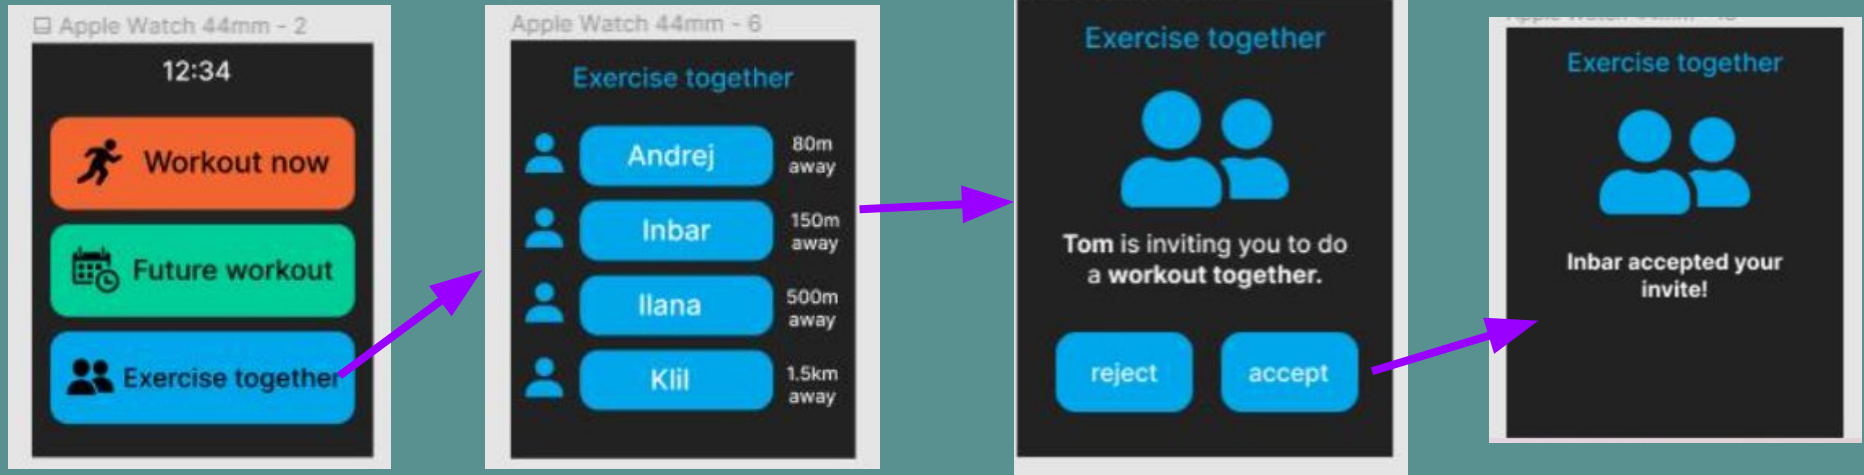 Apple Watch 44mm - 2
12:34
Workout now
Future workout
Exercise together
Apple Watch 44mm - 6
Exercise together
Andrej
80m
away
Inbar
150m
away
Ilana
500m
away
Klil
1.5km
away
Exercise together
Tom is inviting you to do
a workout together.
reject
accept
Exercise together
Inbar accepted your
invite!